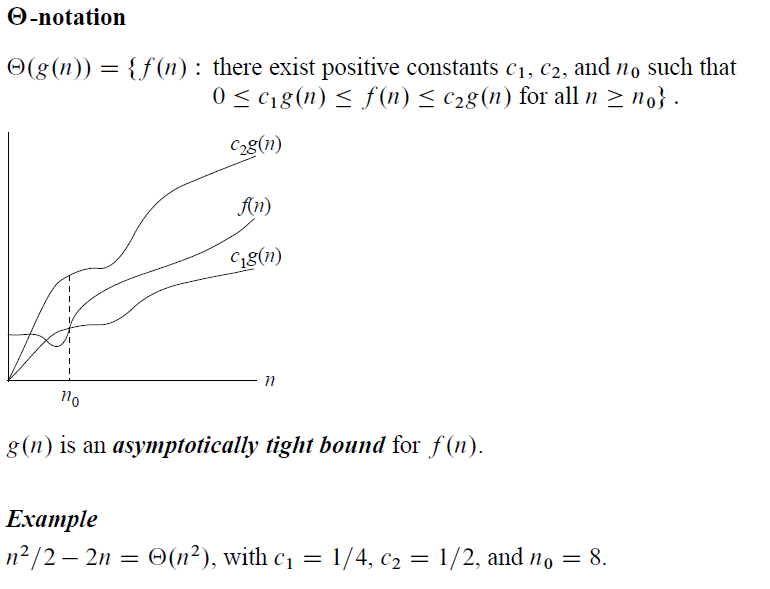 Θ-notation
Θ(g(n)) = {f(n) : there exist positive constants c₁, c₂, and n₀ such that
0 ≤ c₁g(n) ≤ f(n) ≤ c₂g(n) for all n ≥ n₀} .
c₂g(n)
f(n)
c₁g(n)
n
n₀
g(n) is an asymptotically tight bound for f(n).
Example
n²/2 − 2n = Θ(n²), with c₁ = 1/4, c₂ = 1/2, and n₀ = 8.